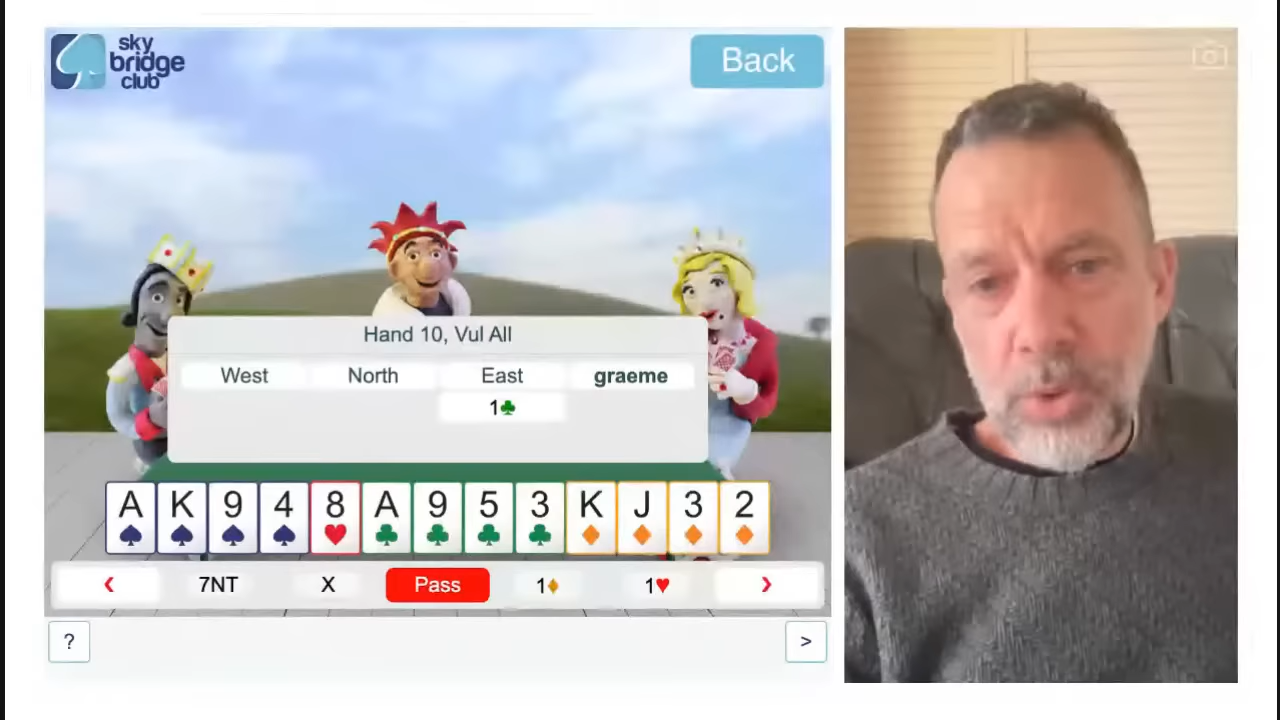 sky
bridge
club
Back
Hand 10, Vul All
West North East graeme
1♣
A K 9 4 8 A 9 5 3 K J 3 2
♠ ♠ ♠ ♠ ♥ ♣ ♣ ♣ ♣ ♦ ♦ ♦ ♦
‹ 7NT X Pass 1♦ 1♥ ›
? >